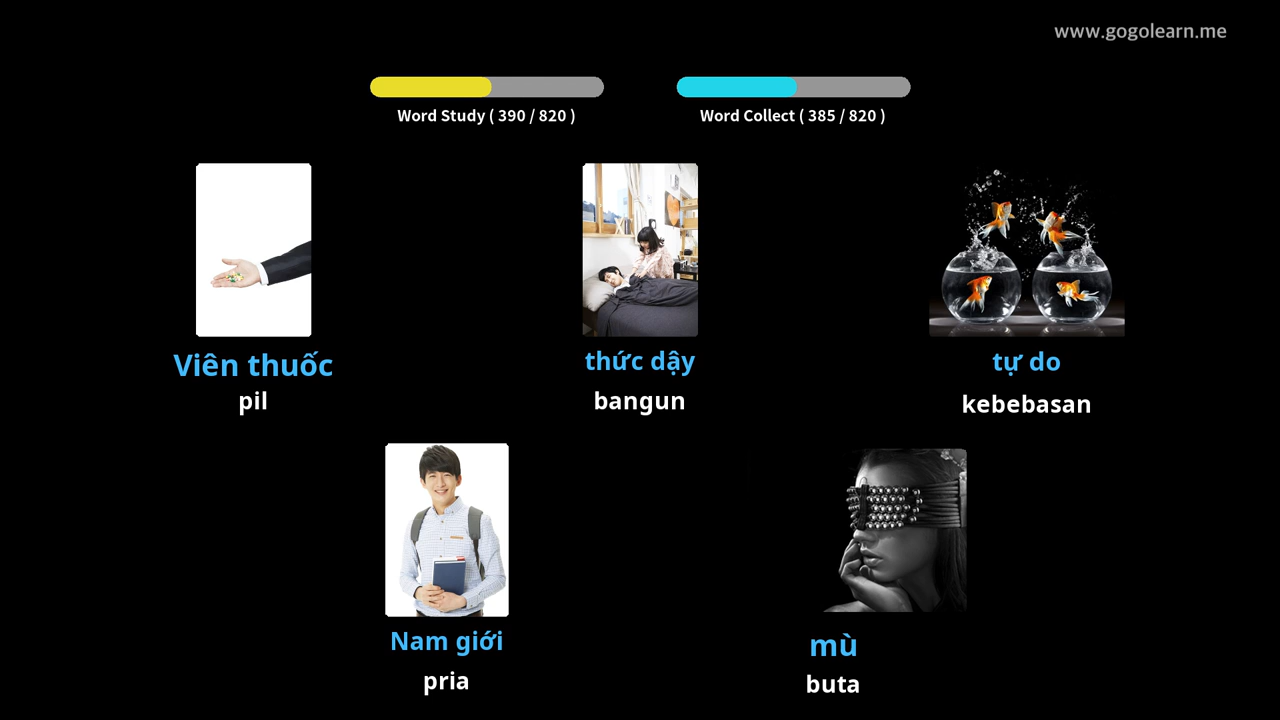 www.gogolearn.me
Word Study ( 390 / 820 )
Word Collect ( 385 / 820 )
Viên thuốc
pil
thức dậy
bangun
tự do
kebebasan
Nam giới
pria
mù
buta